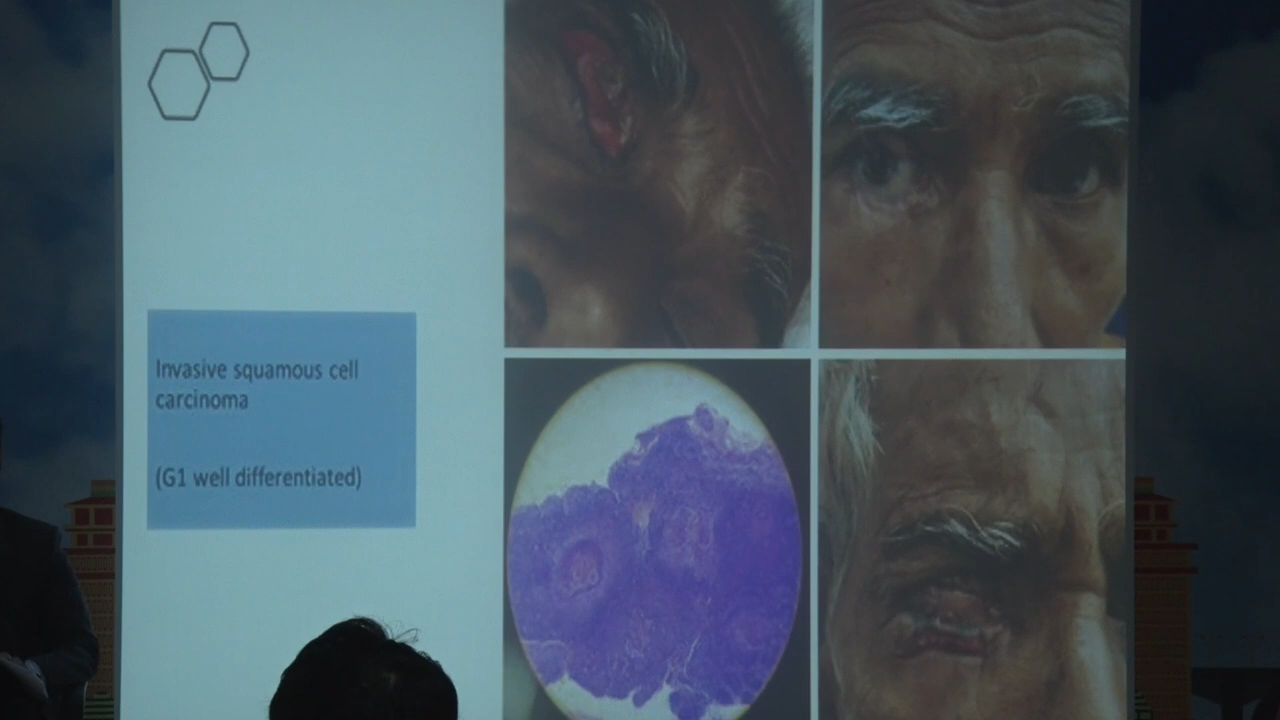 Invasive squamous cell
carcinoma
(G1 well differentiated)